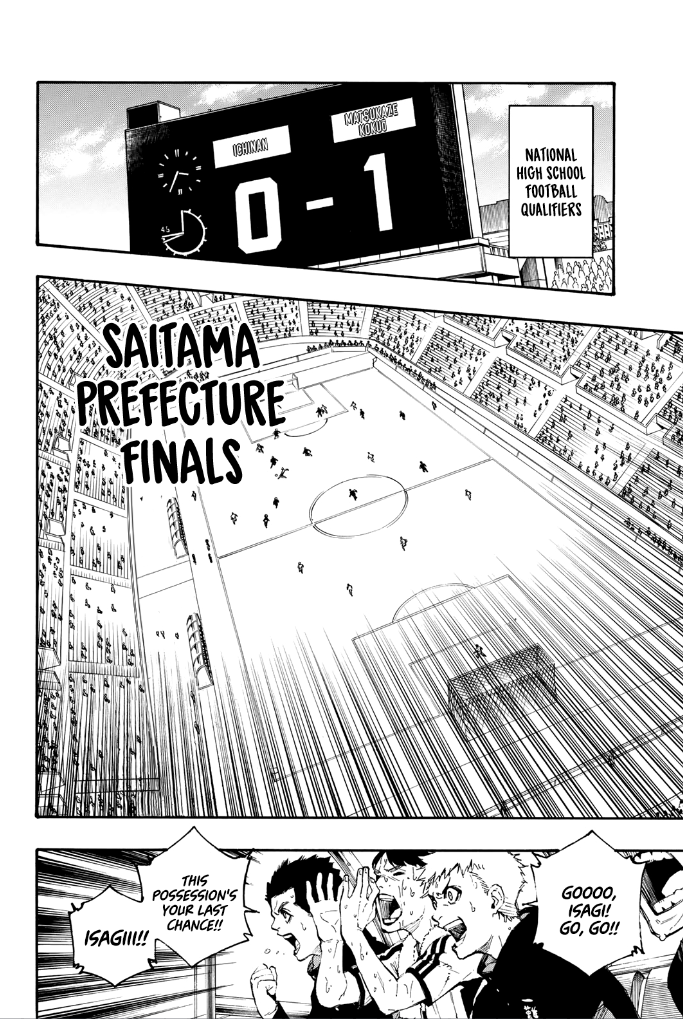 ICHINAN
MATSUKAZE
KOKUO
0 - 1
45
NATIONAL
HIGH SCHOOL
FOOTBALL
QUALIFIERS
SAITAMA
PREFECTURE
FINALS
GOOOO,
ISAGI!
GO, GO!!
THIS
POSSESSION'S
YOUR LAST
CHANCE!!
ISAGIII!!